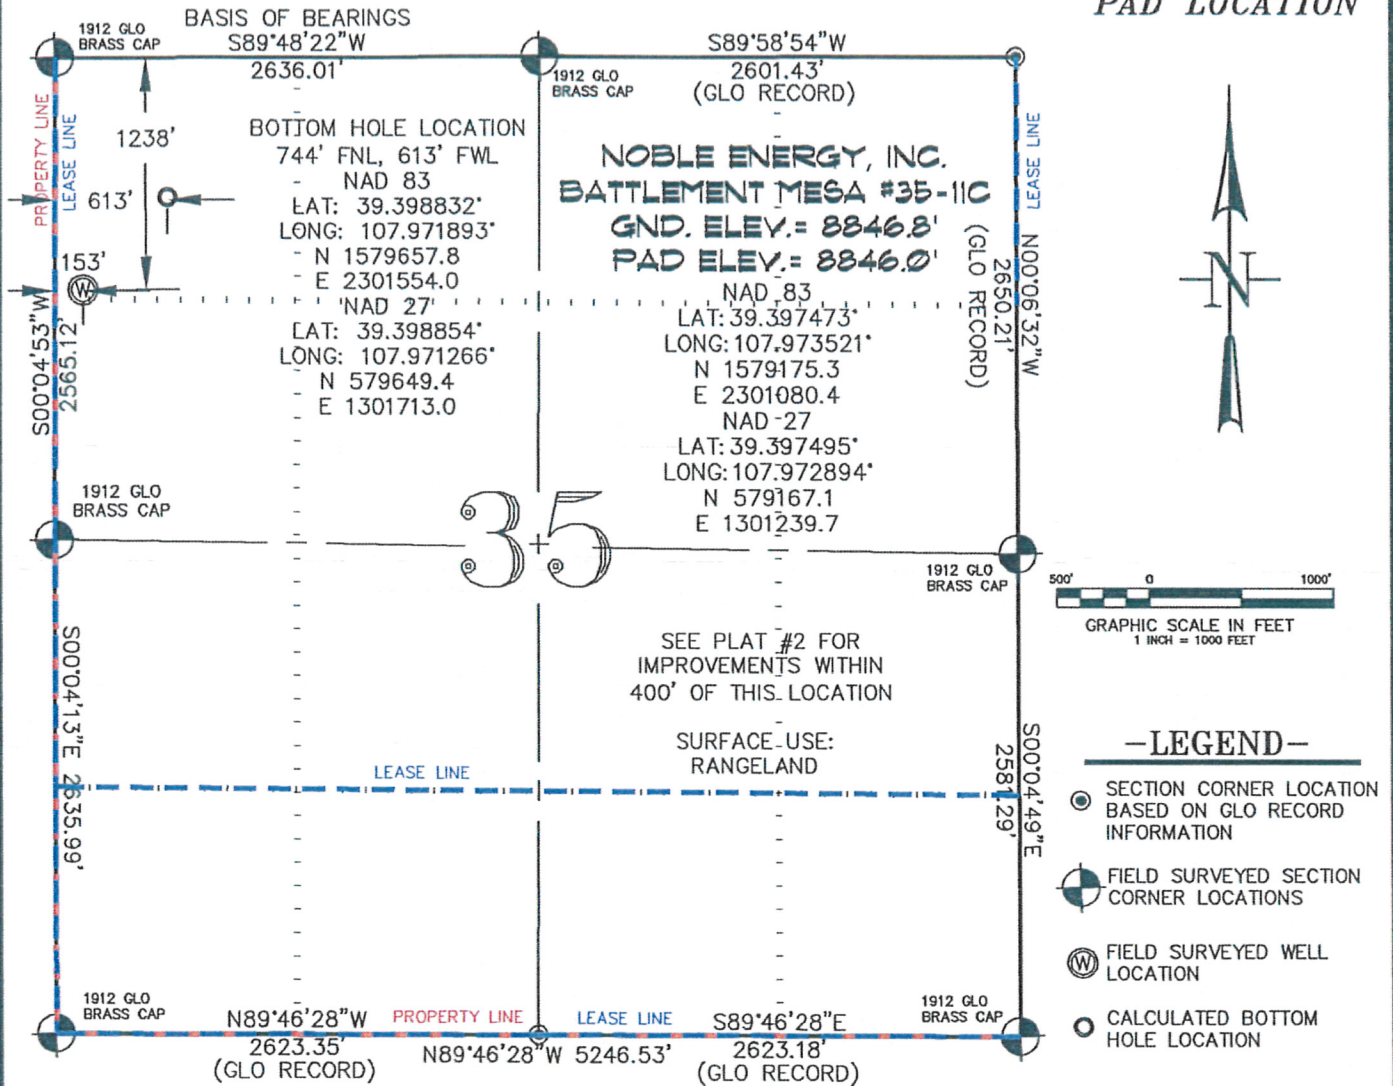 PAD LOCATION
BASIS OF BEARINGS
1912 GLO
BRASS CAP
S89°48'22"W
2636.01'
S89°58'54"W
2601.43'
(GLO RECORD)
1912 GLO
BRASS CAP
PROPERTY LINE
LEASE LINE
1238'
613'
153'
W
S00°04'53"W
2565.12'
BOTTOM HOLE LOCATION
744' FNL, 613' FWL
NAD 83
LAT: 39.398832°
LONG: 107.971893°
N 1579657.8
E 2301554.0
NAD 27
LAT: 39.398854°
LONG: 107.971266°
N 579649.4
E 1301713.0
NOBLE ENERGY, INC.
BATTLEMENT MESA #35-11C
GND. ELEV.= 8846.8'
PAD ELEV.= 8846.0'
NAD 83
LAT: 39.397473°
LONG: 107.973521°
N 1579175.3
E 2301080.4
NAD 27
LAT: 39.397495°
LONG: 107.972894°
N 579167.1
E 1301239.7
LEASE LINE
N00°06'32"W
2650.21'
(GLO RECORD)
N
1912 GLO
BRASS CAP
35
1912 GLO
BRASS CAP
500' 0 1000'
GRAPHIC SCALE IN FEET
1 INCH = 1000 FEET
SEE PLAT #2 FOR
IMPROVEMENTS WITHIN
400' OF THIS LOCATION
SURFACE USE:
RANGELAND
S00°04'13"E 2635.99'
LEASE LINE
S00°04'49"E
2581.29'
-LEGEND-
SECTION CORNER LOCATION
BASED ON GLO RECORD
INFORMATION
FIELD SURVEYED SECTION
CORNER LOCATIONS
W FIELD SURVEYED WELL
LOCATION
CALCULATED BOTTOM
HOLE LOCATION
1912 GLO
BRASS CAP
N89°46'28"W
2623.35'
(GLO RECORD)
PROPERTY LINE
LEASE LINE
N89°46'28"W 5246.53'
S89°46'28"E
2623.18'
(GLO RECORD)
1912 GLO
BRASS CAP